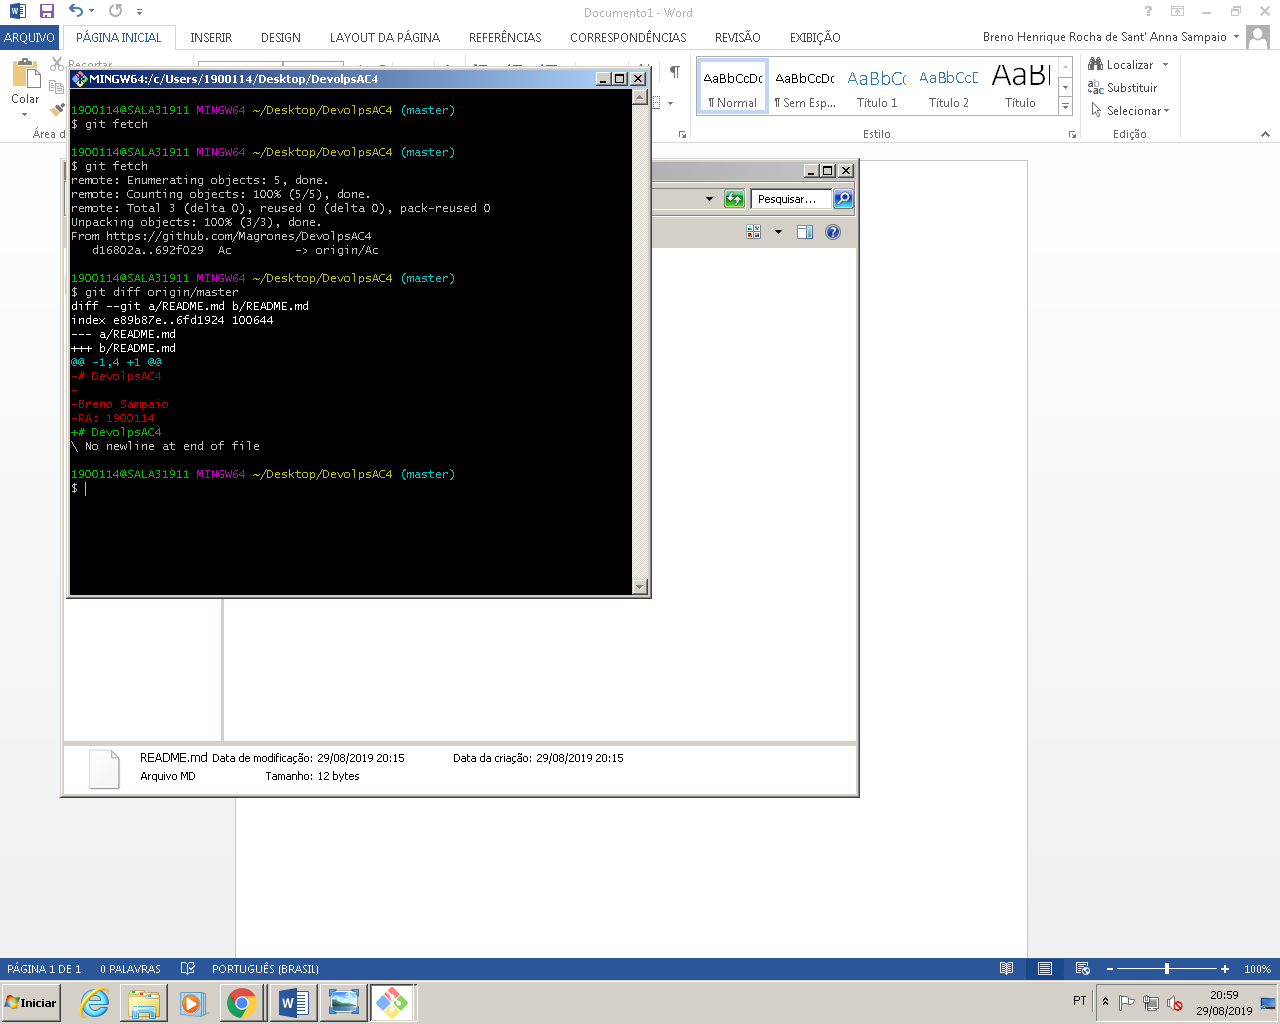 Documento1 - Word
ARQUIVO PÁGINA INICIAL INSERIR DESIGN LAYOUT DA PÁGINA REFERÊNCIAS CORRESPONDÊNCIAS REVISÃO EXIBIÇÃO
Breno Henrique Rocha de Sant' Anna Sampaio
Recortar
Colar
Área d
AaBbCcDc AaBbCcDc AaBbCc AaBbCcD AaBl
¶ Normal ¶ Sem Esp... Título 1 Título 2 Título
Estilo
Localizar
Substituir
Selecionar
Edição
MINGW64:/c/Users/1900114/Desktop/DevolpsAC4
1900114@SALA31911 MINGW64 ~/Desktop/DevolpsAC4 (master)
$ git fetch
1900114@SALA31911 MINGW64 ~/Desktop/DevolpsAC4 (master)
$ git fetch
remote: Enumerating objects: 5, done.
remote: Counting objects: 100% (5/5), done.
remote: Total 3 (delta 0), reused 0 (delta 0), pack-reused 0
Unpacking objects: 100% (3/3), done.
From https://github.com/Magrones/DevolpsAC4
d16802a..692f029 Ac -> origin/Ac
1900114@SALA31911 MINGW64 ~/Desktop/DevolpsAC4 (master)
$ git diff origin/master
diff --git a/README.md b/README.md
index e89b87e..6fd1924 100644
--- a/README.md
+++ b/README.md
@@ -1,4 +1 @@
-# DevolpsAC4
-
-Breno Sampaio
-RA: 1900114
+# DevolpsAC4
\ No newline at end of file
1900114@SALA31911 MINGW64 ~/Desktop/DevolpsAC4 (master)
$
Pesquisar...
README.md Data de modificação: 29/08/2019 20:15 Data da criação: 29/08/2019 20:15
Arquivo MD Tamanho: 12 bytes
PÁGINA 1 DE 1 0 PALAVRAS PORTUGUÊS (BRASIL) 100%
Iniciar
PT
20:59
29/08/2019